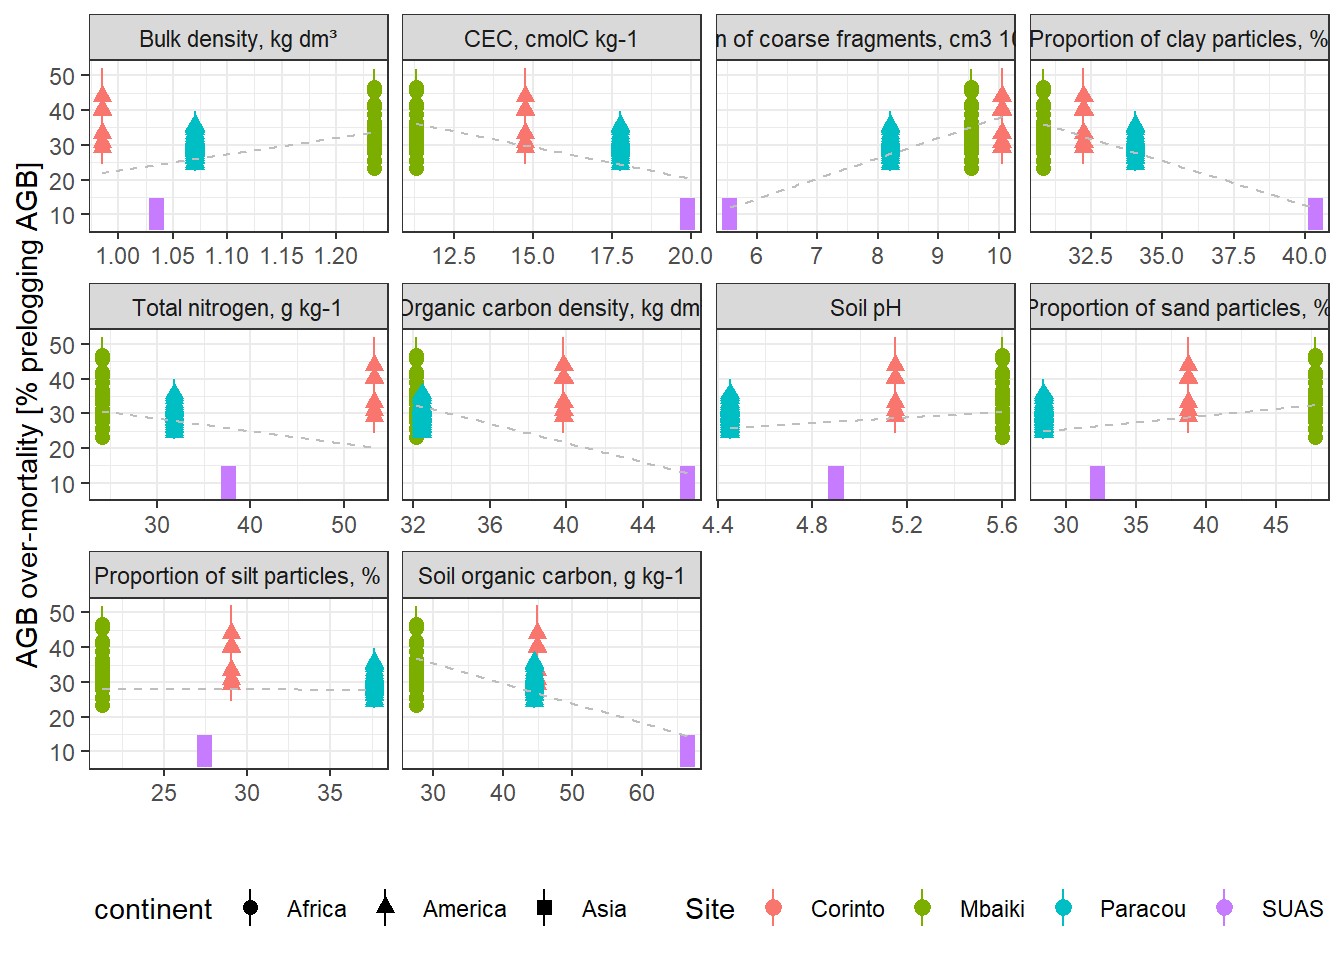 Bulk density, kg dm³
CEC, cmolC kg-1
n of coarse fragments, cm3 10
Proportion of clay particles, %
50
40
30
20
10
1.00 1.05 1.10 1.15 1.20
12.5 15.0 17.5 20.0
6 7 8 9 10
32.5 35.0 37.5 40.0
Total nitrogen, g kg-1
Organic carbon density, kg dm
Soil pH
Proportion of sand particles, %
50
40
30
20
10
30 40 50
32 36 40 44
4.4 4.8 5.2 5.6
30 35 40 45
Proportion of silt particles, %
Soil organic carbon, g kg-1
50
40
30
20
10
25 30 35
30 40 50 60
AGB over-mortality [% prelogging AGB]
continent Africa America Asia Site Corinto Mbaiki Paracou SUAS